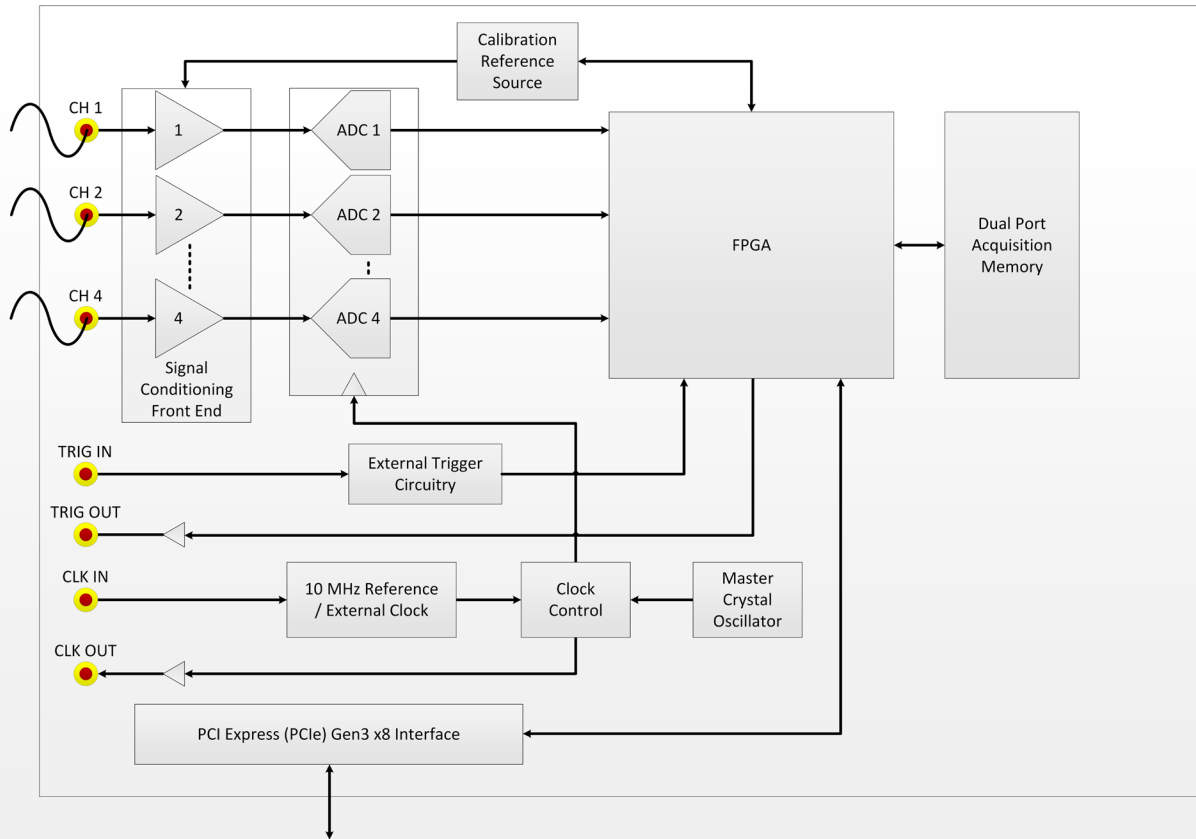 Calibration
Reference
Source
CH 1
1
ADC 1
CH 2
2
ADC 2
CH 4
4
ADC 4
Signal
Conditioning
Front End
FPGA
Dual Port
Acquisition
Memory
TRIG IN
External Trigger
Circuitry
TRIG OUT
CLK IN
10 MHz Reference
/ External Clock
Clock
Control
Master
Crystal
Oscillator
CLK OUT
PCI Express (PCIe) Gen3 x8 Interface